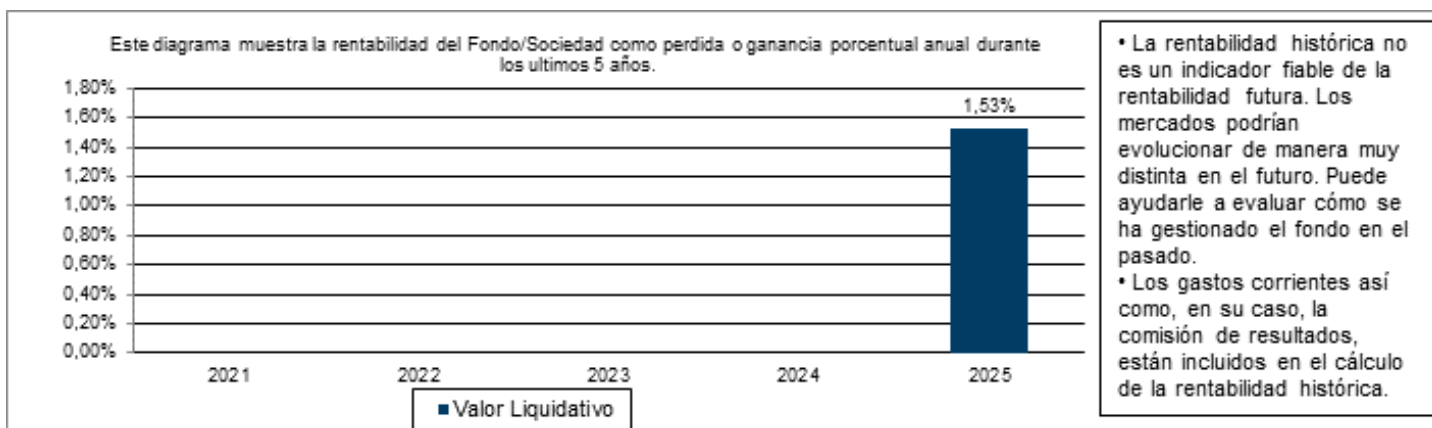 Este diagrama muestra la rentabilidad del Fondo/Sociedad como perdida o ganancia porcentual anual durante
los ultimos 5 años.
1,80%
1,60%
1,40%
1,20%
1,00%
0,80%
0,60%
0,40%
0,20%
0,00%
1,53%
2021
2022
2023
2024
2025
Valor Liquidativo
• La rentabilidad histórica no
es un indicador fiable de la
rentabilidad futura. Los
mercados podrían
evolucionar de manera muy
distinta en el futuro. Puede
ayudarle a evaluar cómo se
ha gestionado el fondo en el
pasado.
• Los gastos corrientes así
como, en su caso, la
comisión de resultados,
están incluidos en el cálculo
de la rentabilidad histórica.